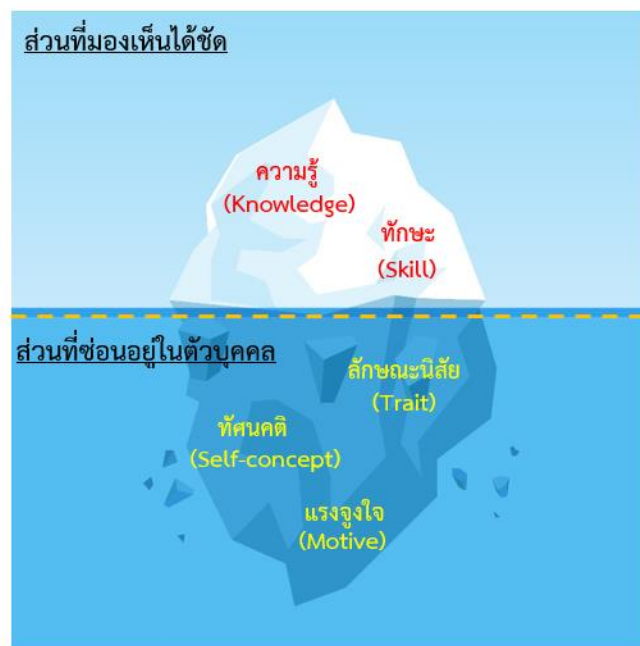 ส่วนที่มองเห็นได้ชัด
ความรู้
(Knowledge)
ทักษะ
(Skill)
ส่วนที่ซ่อนอยู่ในตัวบุคคล
ลักษณะนิสัย
(Trait)
ทัศนคติ
(Self-concept)
แรงจูงใจ
(Motive)